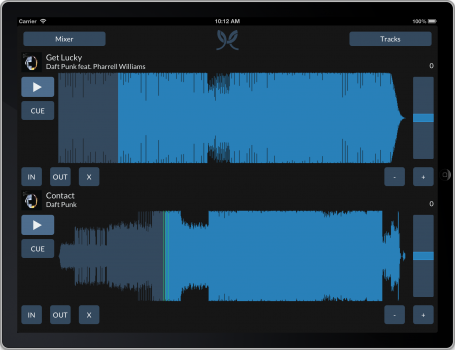 Carrier 10:12 AM 100%
Mixer Tracks
Get Lucky
Daft Punk feat. Pharrell Williams 0
CUE
IN OUT X - +
Contact
Daft Punk 0
CUE
IN OUT X - +